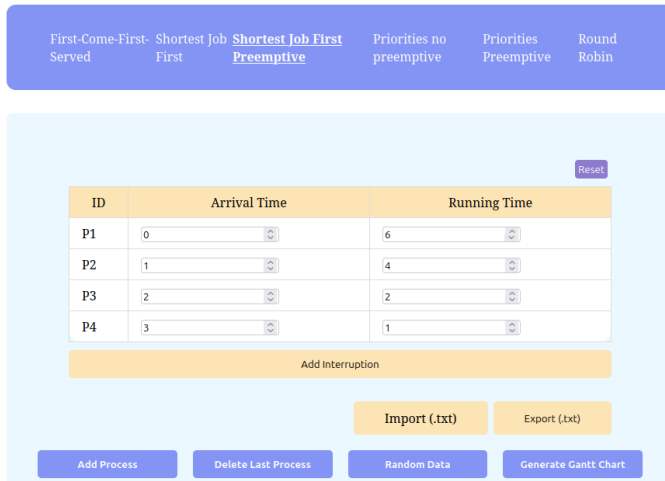 First-Come-First-Served
Shortest Job First
Shortest Job First Preemptive
Priorities no preemptive
Priorities Preemptive
Round Robin
Reset
ID Arrival Time Running Time
P1 0 6
P2 1 4
P3 2 2
P4 3 1
Add Interruption
Import (.txt) Export (.txt)
Add Process Delete Last Process Random Data Generate Gantt Chart